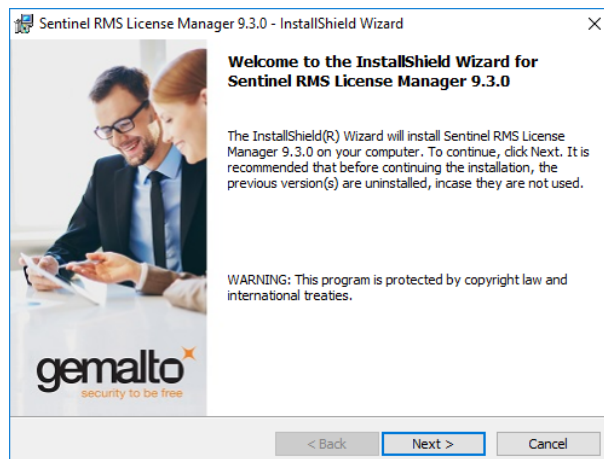 Sentinel RMS License Manager 9.3.0 - InstallShield Wizard
Welcome to the InstallShield Wizard for
Sentinel RMS License Manager 9.3.0
The InstallShield(R) Wizard will install Sentinel RMS License
Manager 9.3.0 on your computer. To continue, click Next. It is
recommended that before continuing the installation, the
previous version(s) are uninstalled, incase they are not used.
WARNING: This program is protected by copyright law and
international treaties.
gemalto
security to be free
< Back
Next >
Cancel